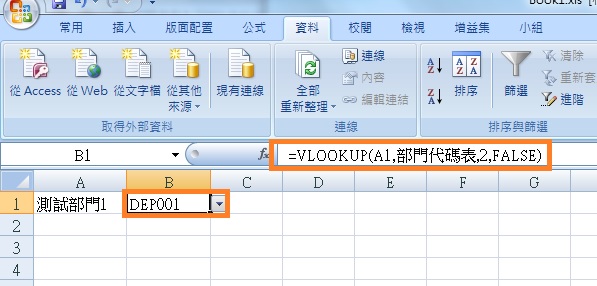 Book1.xls
常用 插入 版面配置 公式 資料 校閱 檢視 增益集 小組
從 Access 從 Web 從文字檔 從其他來源 現有連線
取得外部資料
全部重新整理
連線
內容
編輯連結
連線
排序
篩選
清除
重新套
進階
排序與篩選
B1 fx =VLOOKUP(A1,部門代碼表,2,FALSE)
A B C D E F G
1 測試部門1 DEP001
2
3
4